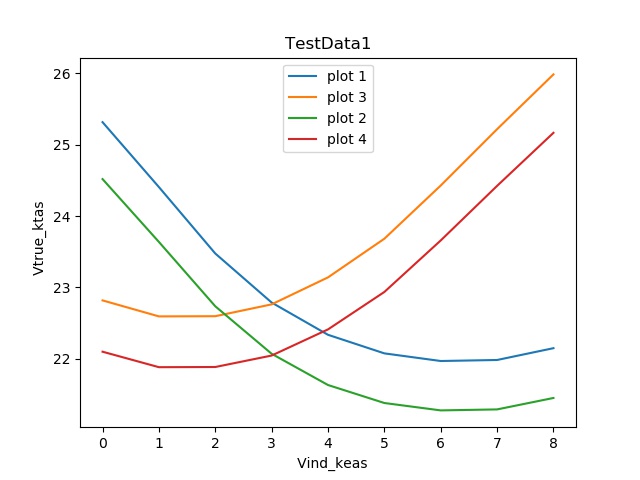 TestData1
plot 1
plot 3
plot 2
plot 4
Vtrue_ktas
26
25
24
23
22
0 1 2 3 4 5 6 7 8
Vind_keas